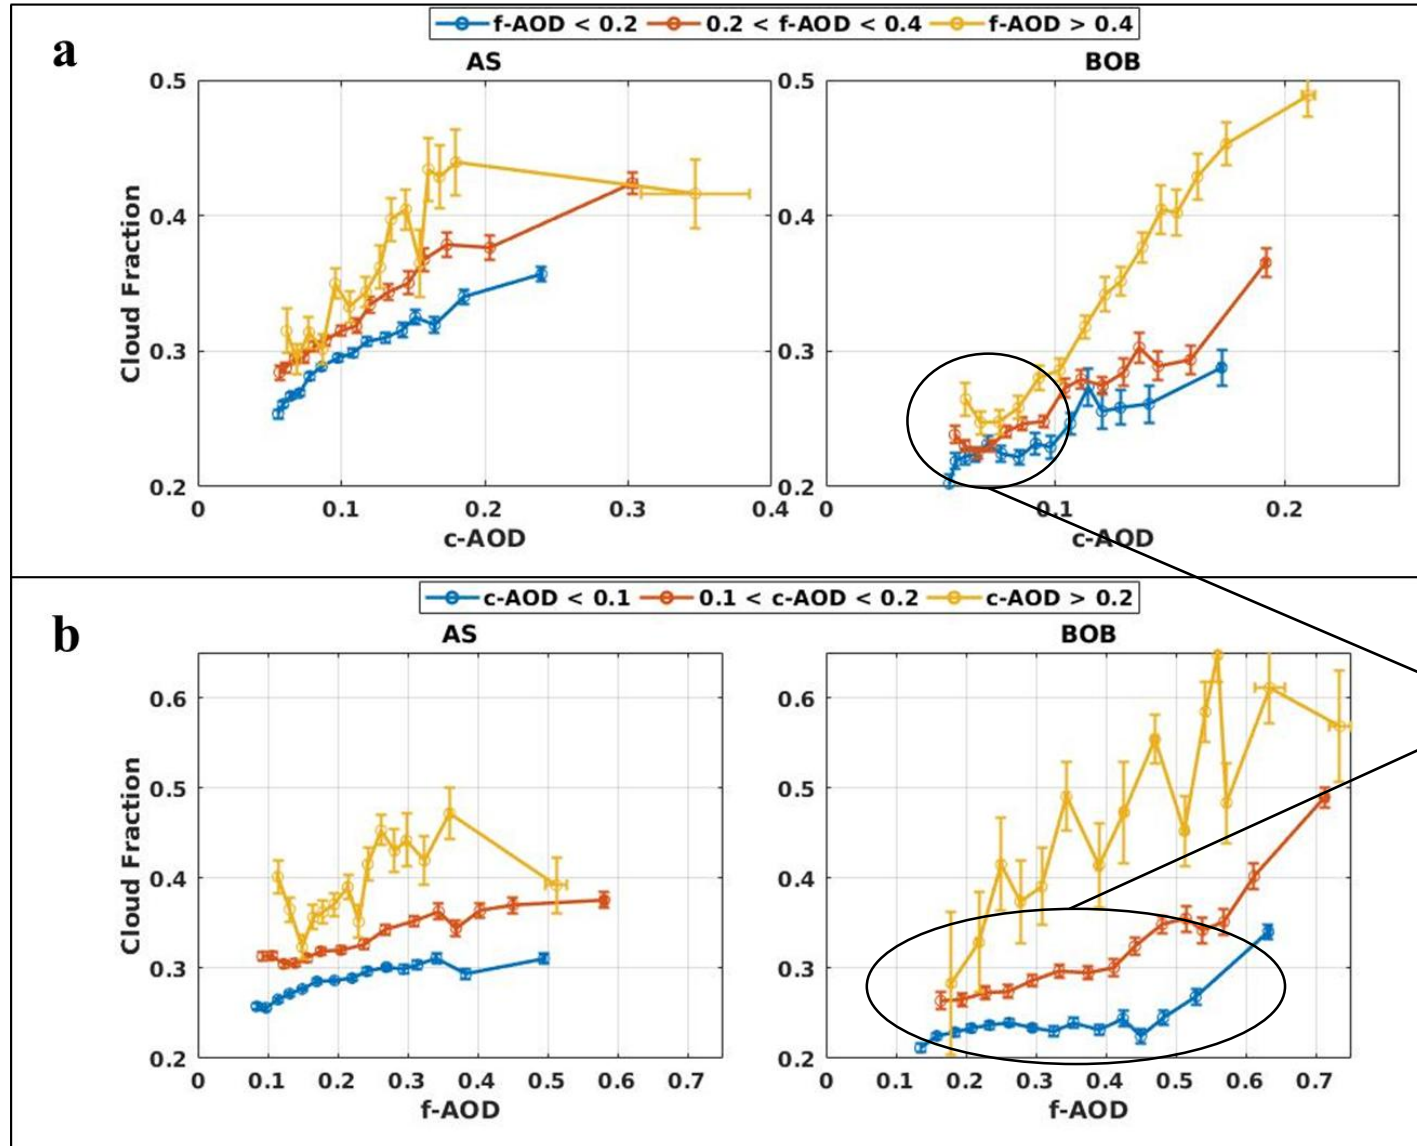 f-AOD < 0.2 0.2 < f-AOD < 0.4 f-AOD > 0.4
a
AS BOB
0.5 0.5
0.4 0.4
0.3 0.3
0.2 0.2
Cloud Fraction
0 0.1 0.2 0.3 0.4 0 0.1 0.2
c-AOD c-AOD
c-AOD < 0.1 0.1 < c-AOD < 0.2 c-AOD > 0.2
b
AS BOB
0.6 0.6
0.5 0.5
0.4 0.4
0.3 0.3
0.2 0.2
Cloud Fraction
0 0.1 0.2 0.3 0.4 0.5 0.6 0.7 0 0.1 0.2 0.3 0.4 0.5 0.6 0.7
f-AOD f-AOD